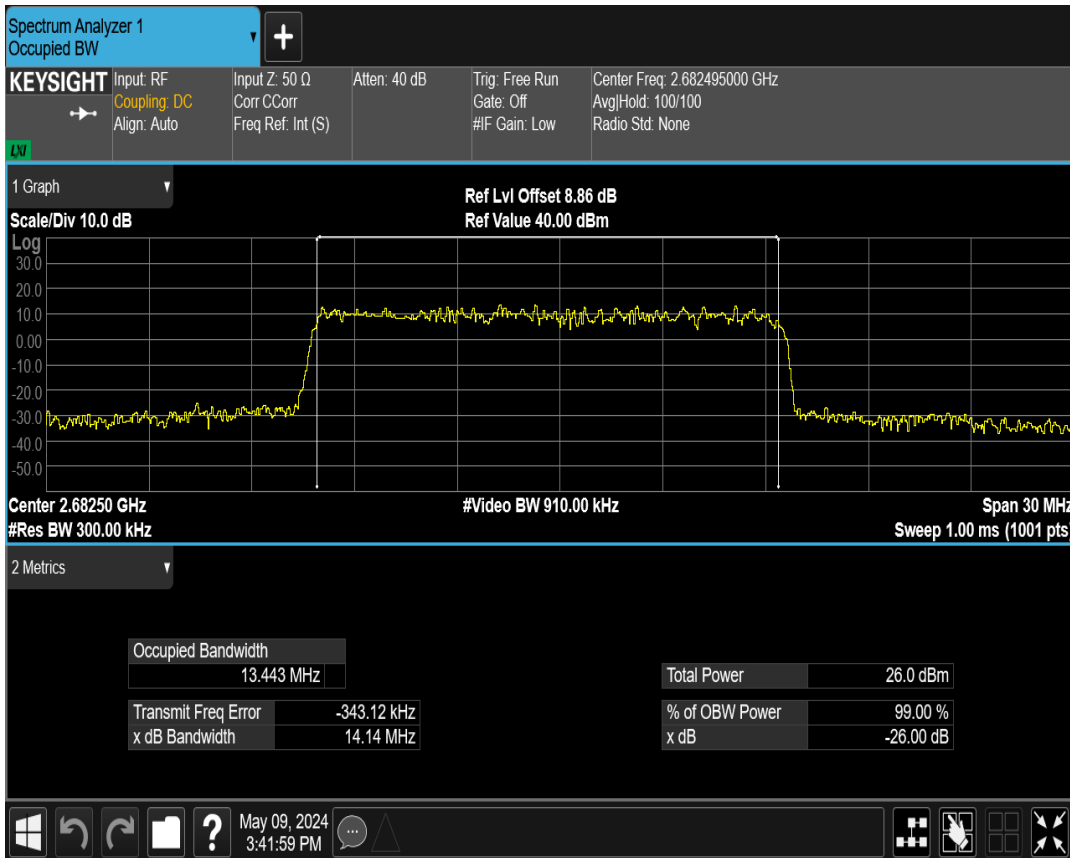 Spectrum Analyzer 1
Occupied BW
+
KEYSIGHT
Input: RF
Coupling: DC
Align: Auto
Input Z: 50 Ω
Corr CCorr
Freq Ref: Int (S)
Atten: 40 dB
Trig: Free Run
Gate: Off
#IF Gain: Low
Center Freq: 2.682495000 GHz
Avg|Hold: 100/100
Radio Std: None
LXI
1 Graph
Ref Lvl Offset 8.86 dB
Scale/Div 10.0 dB
Ref Value 40.00 dBm
Log
30.0
20.0
10.0
0.00
-10.0
-20.0
-30.0
-40.0
-50.0
Center 2.68250 GHz
#Video BW 910.00 kHz
Span 30 MHz
#Res BW 300.00 kHz
Sweep 1.00 ms (1001 pts)
2 Metrics
Occupied Bandwidth
13.443 MHz
Total Power 26.0 dBm
Transmit Freq Error -343.12 kHz
% of OBW Power 99.00 %
x dB Bandwidth 14.14 MHz
x dB -26.00 dB
?
May 09, 2024
3:41:59 PM